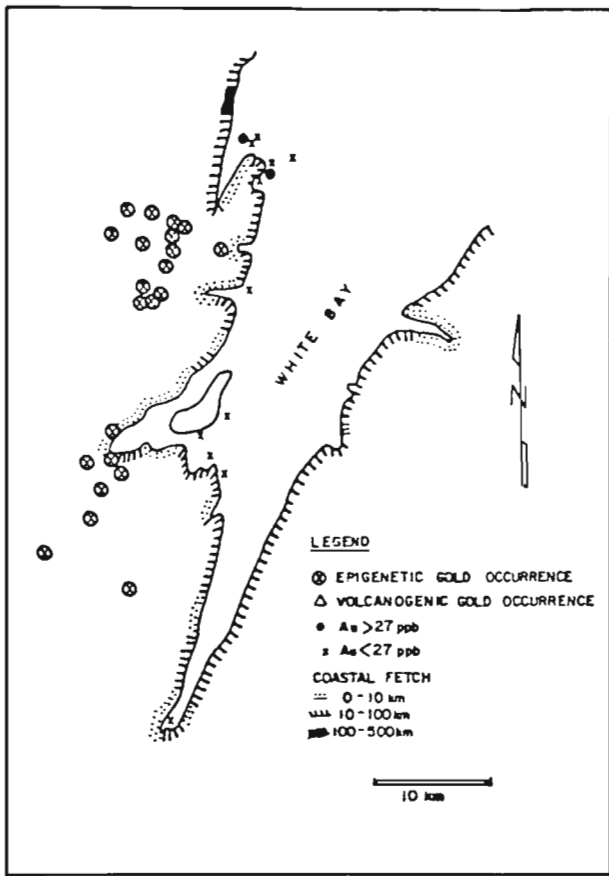 WHITE BAY
N
LEGEND
EPIGENETIC GOLD OCCURRENCE
VOLCANOGENIC GOLD OCCURRENCE
Au > 27 ppb
Au < 27 ppb
COASTAL FETCH
0 - 10 km
10 - 100 km
100 - 500 km
10 km